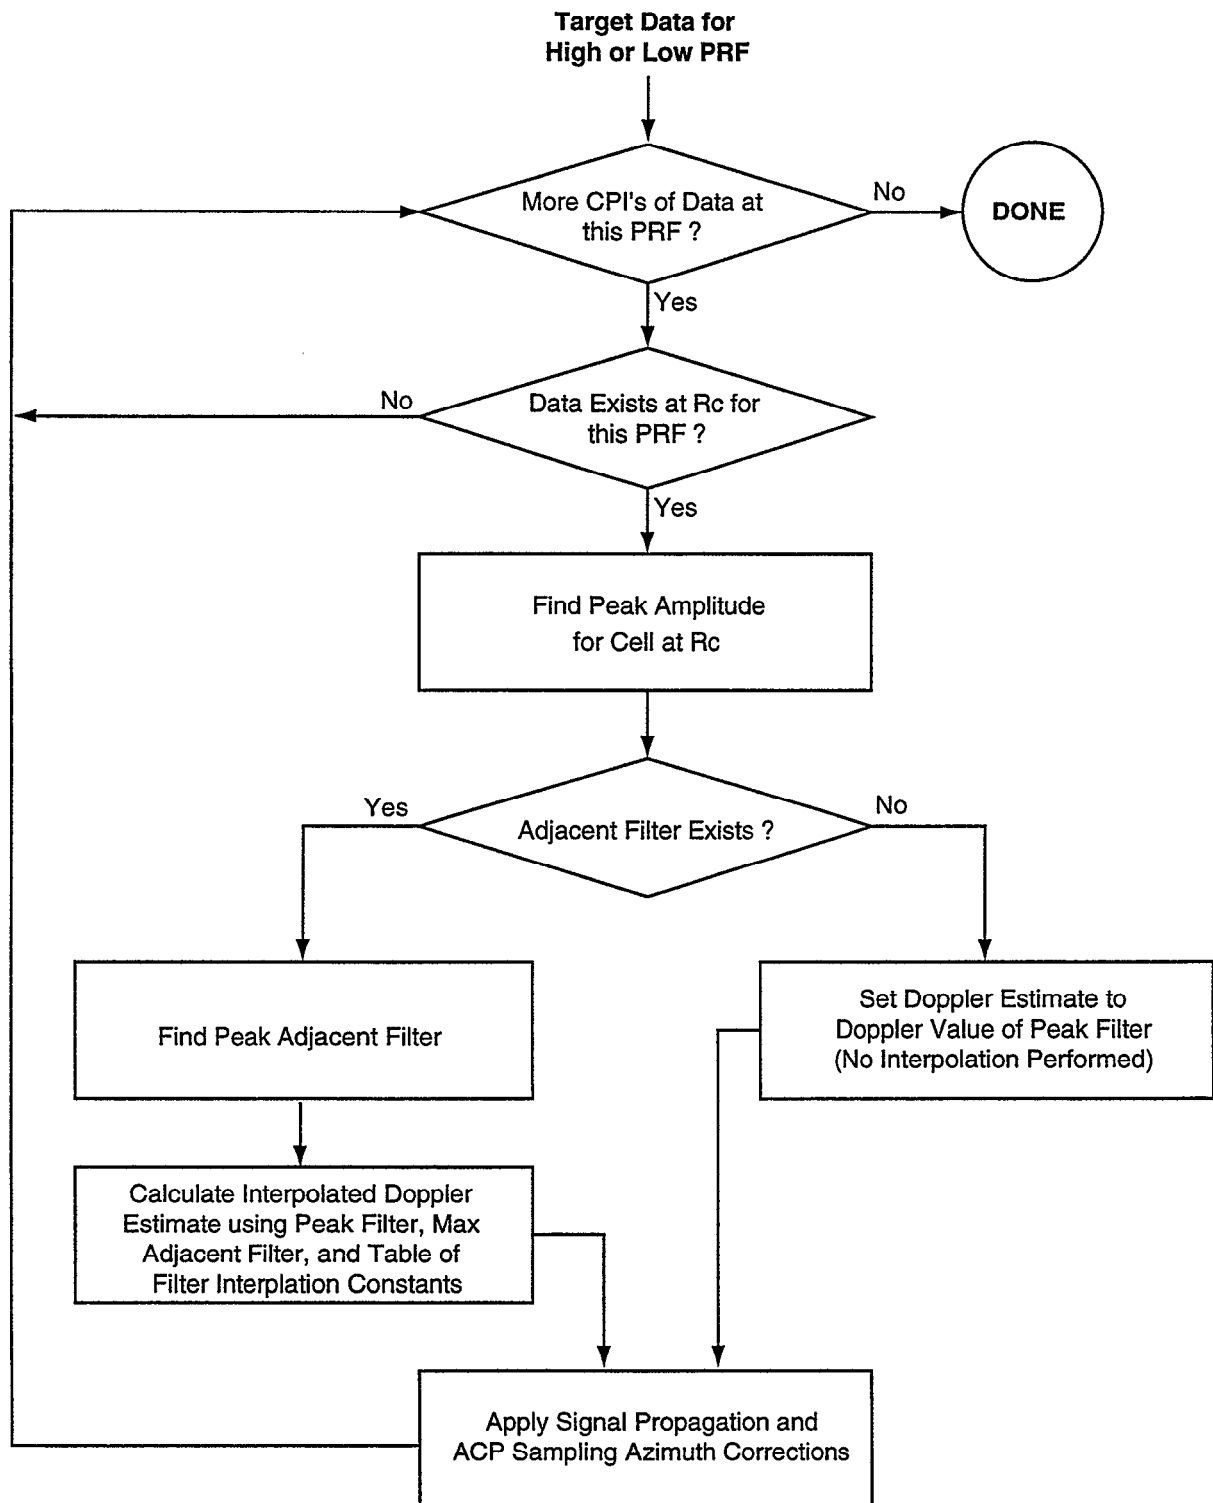 Target Data for
High or Low PRF
More CPI's of Data at
this PRF ?
No
DONE
Yes
Data Exists at Rc for
this PRF ?
No
Yes
Find Peak Amplitude
for Cell at Rc
Adjacent Filter Exists ?
Yes
No
Find Peak Adjacent Filter
Set Doppler Estimate to
Doppler Value of Peak Filter
(No Interpolation Performed)
Calculate Interpolated Doppler
Estimate using Peak Filter, Max
Adjacent Filter, and Table of
Filter Interplation Constants
Apply Signal Propagation and
ACP Sampling Azimuth Corrections